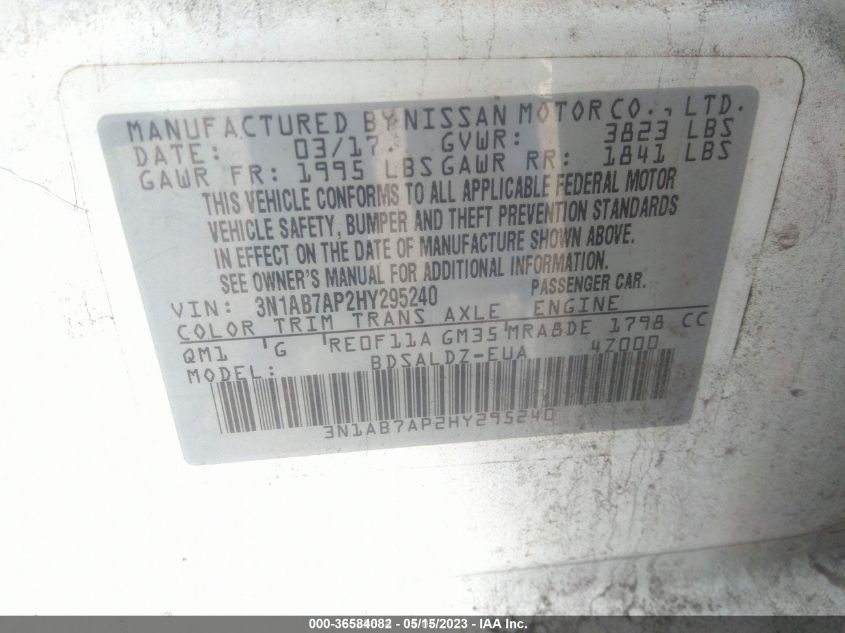 MANUFACTURED BY NISSAN MOTOR CO., LTD.
DATE: 03/17 GVWR: 3823 LBS
GAWR FR: 1995 LBS GAWR RR: 1841 LBS
THIS VEHICLE CONFORMS TO ALL APPLICABLE FEDERAL MOTOR
VEHICLE SAFETY, BUMPER AND THEFT PREVENTION STANDARDS
IN EFFECT ON THE DATE OF MANUFACTURE SHOWN ABOVE.
SEE OWNER'S MANUAL FOR ADDITIONAL INFORMATION.
VIN: 3N1AB7AP2HY295240 PASSENGER CAR.
COLOR TRIM TRANS AXLE ENGINE
QM1 'G RE0F11A GM35 'MRA8DE 1798 CC
MODEL: BDSALDZ-EUA 4Z000
3N1AB7AP2HY295240
000-36584082 - 05/15/2023 - IAA Inc.